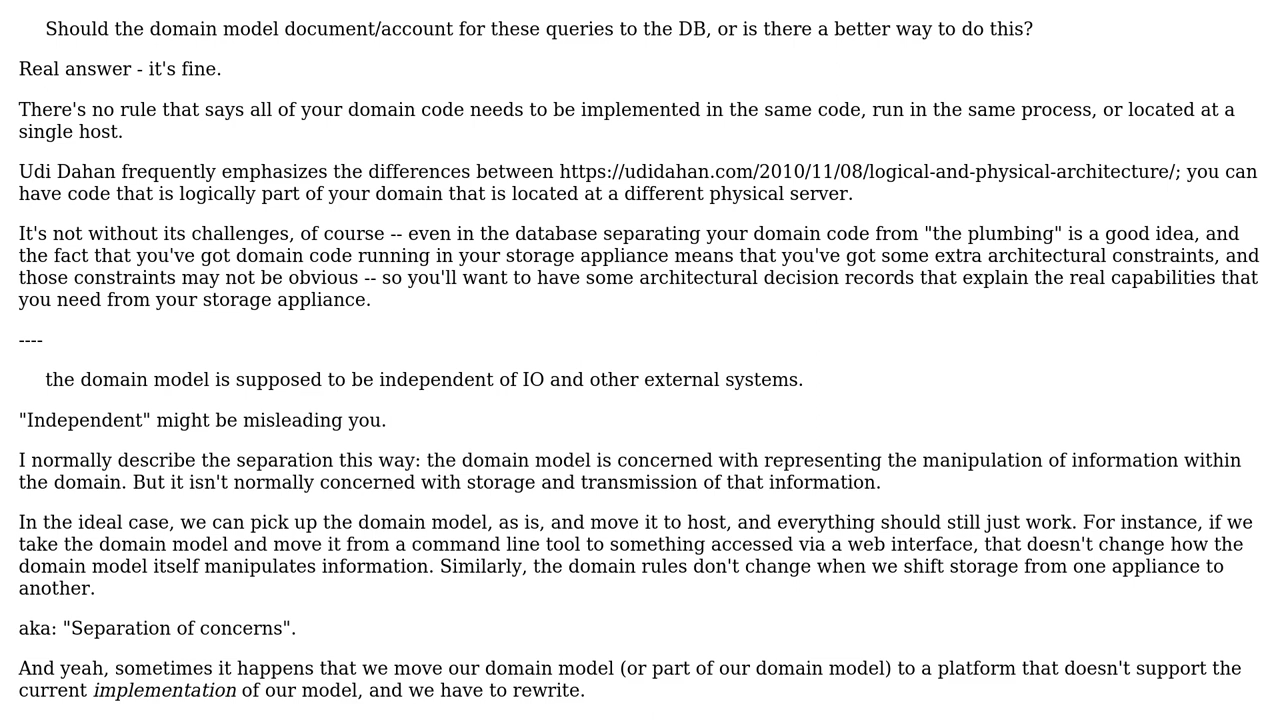 Should the domain model document/account for these queries to the DB, or is there a better way to do this?
Real answer - it's fine.
There's no rule that says all of your domain code needs to be implemented in the same code, run in the same process, or located at a
single host.
Udi Dahan frequently emphasizes the differences between https://udidahan.com/2010/11/08/logical-and-physical-architecture/; you can
have code that is logically part of your domain that is located at a different physical server.
It's not without its challenges, of course -- even in the database separating your domain code from "the plumbing" is a good idea, and
the fact that you've got domain code running in your storage appliance means that you've got some extra architectural constraints, and
those constraints may not be obvious -- so you'll want to have some architectural decision records that explain the real capabilities that
you need from your storage appliance.
----
the domain model is supposed to be independent of IO and other external systems.
"Independent" might be misleading you.
I normally describe the separation this way: the domain model is concerned with representing the manipulation of information within
the domain. But it isn't normally concerned with storage and transmission of that information.
In the ideal case, we can pick up the domain model, as is, and move it to host, and everything should still just work. For instance, if we
take the domain model and move it from a command line tool to something accessed via a web interface, that doesn't change how the
domain model itself manipulates information. Similarly, the domain rules don't change when we shift storage from one appliance to
another.
aka: "Separation of concerns".
And yeah, sometimes it happens that we move our domain model (or part of our domain model) to a platform that doesn't support the
current implementation of our model, and we have to rewrite.